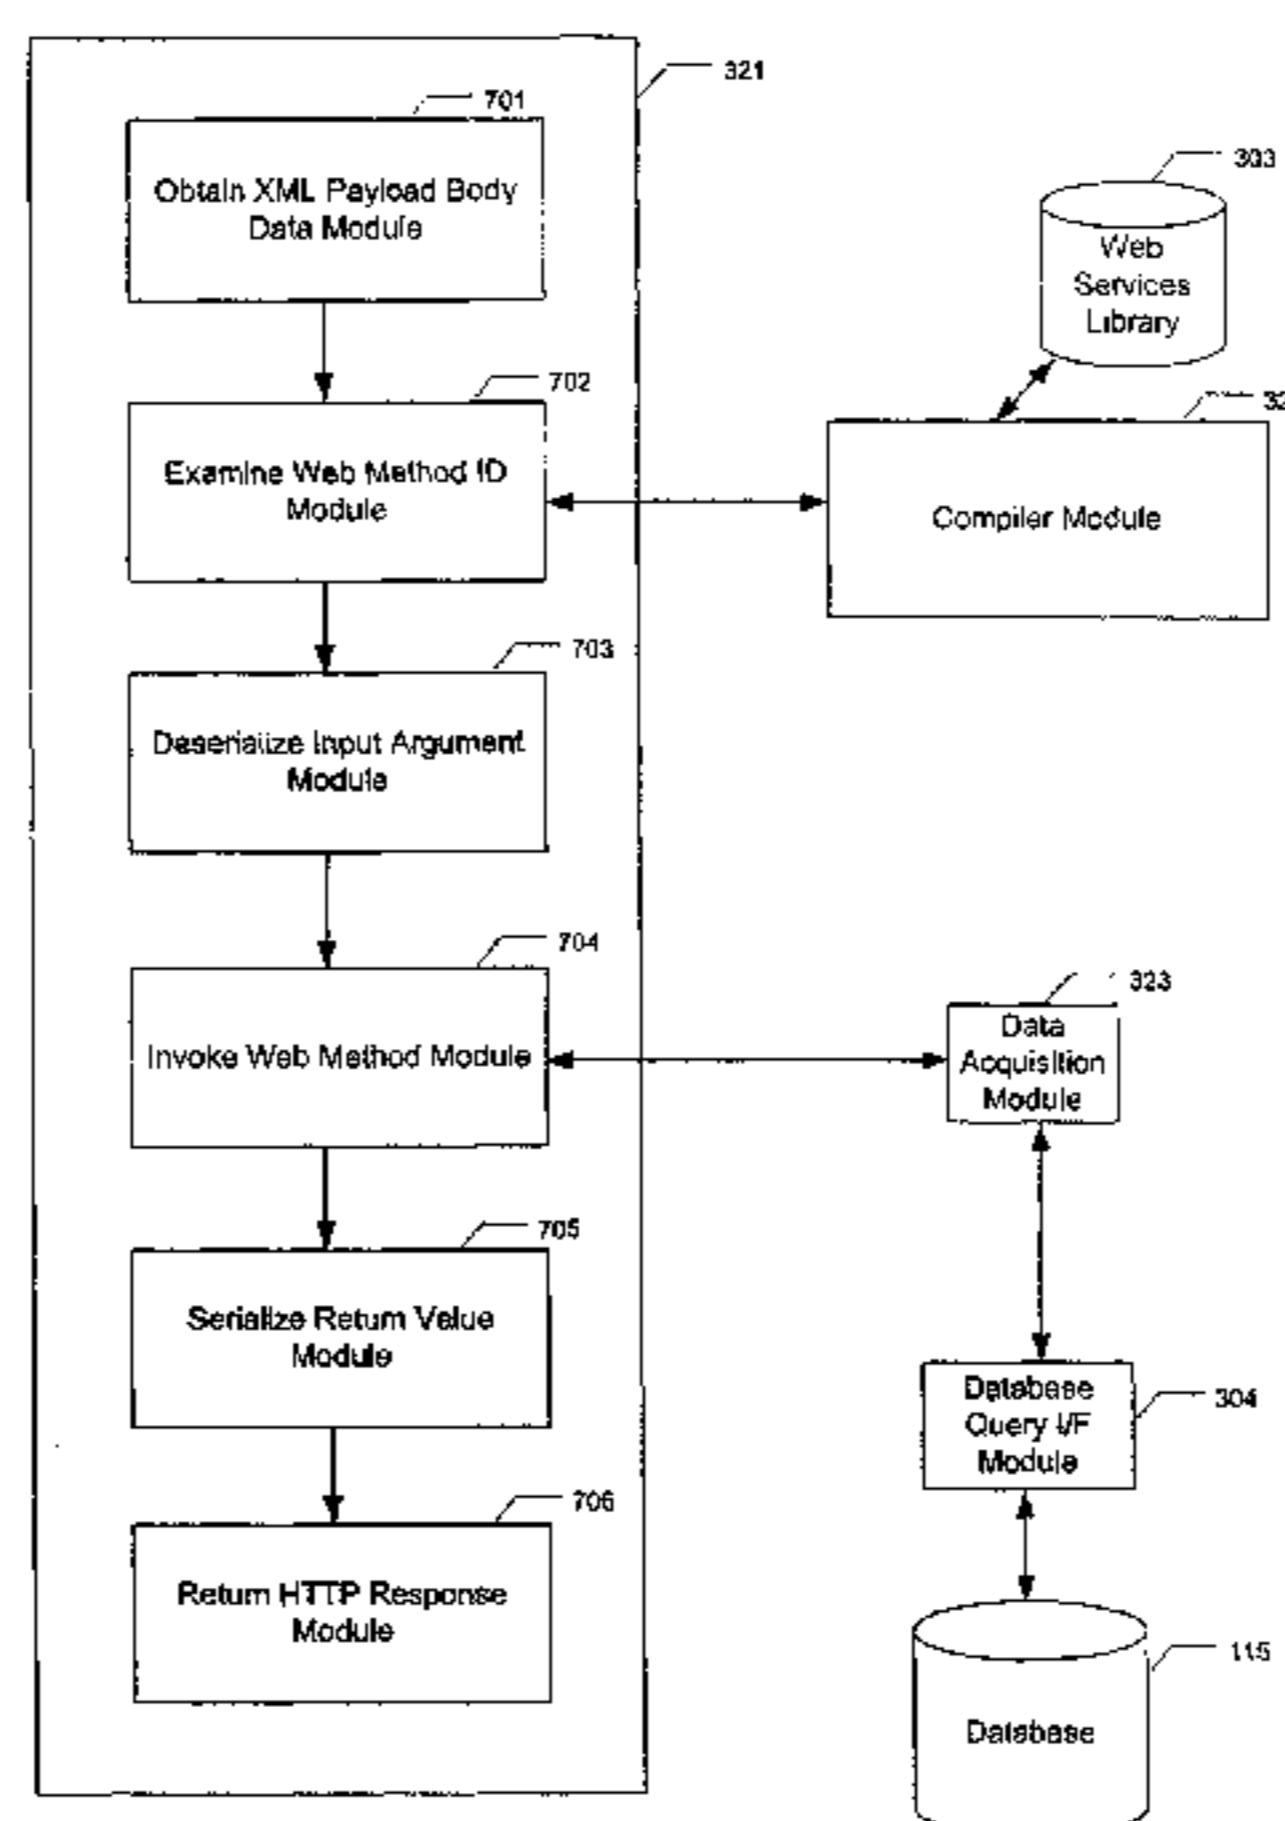 321
701
Obtain XML Payload Body
Data Module
303
Web
Services
Library
702
Examine Web Method ID
Module
Compiler Module
703
Deserialize Input Argument
Module
704
Invoke Web Method Module
323
Data
Acquisition
Module
705
Serialize Return Value
Module
Database
Query I/F
Module
304
706
Return HTTP Response
Module
115
Database